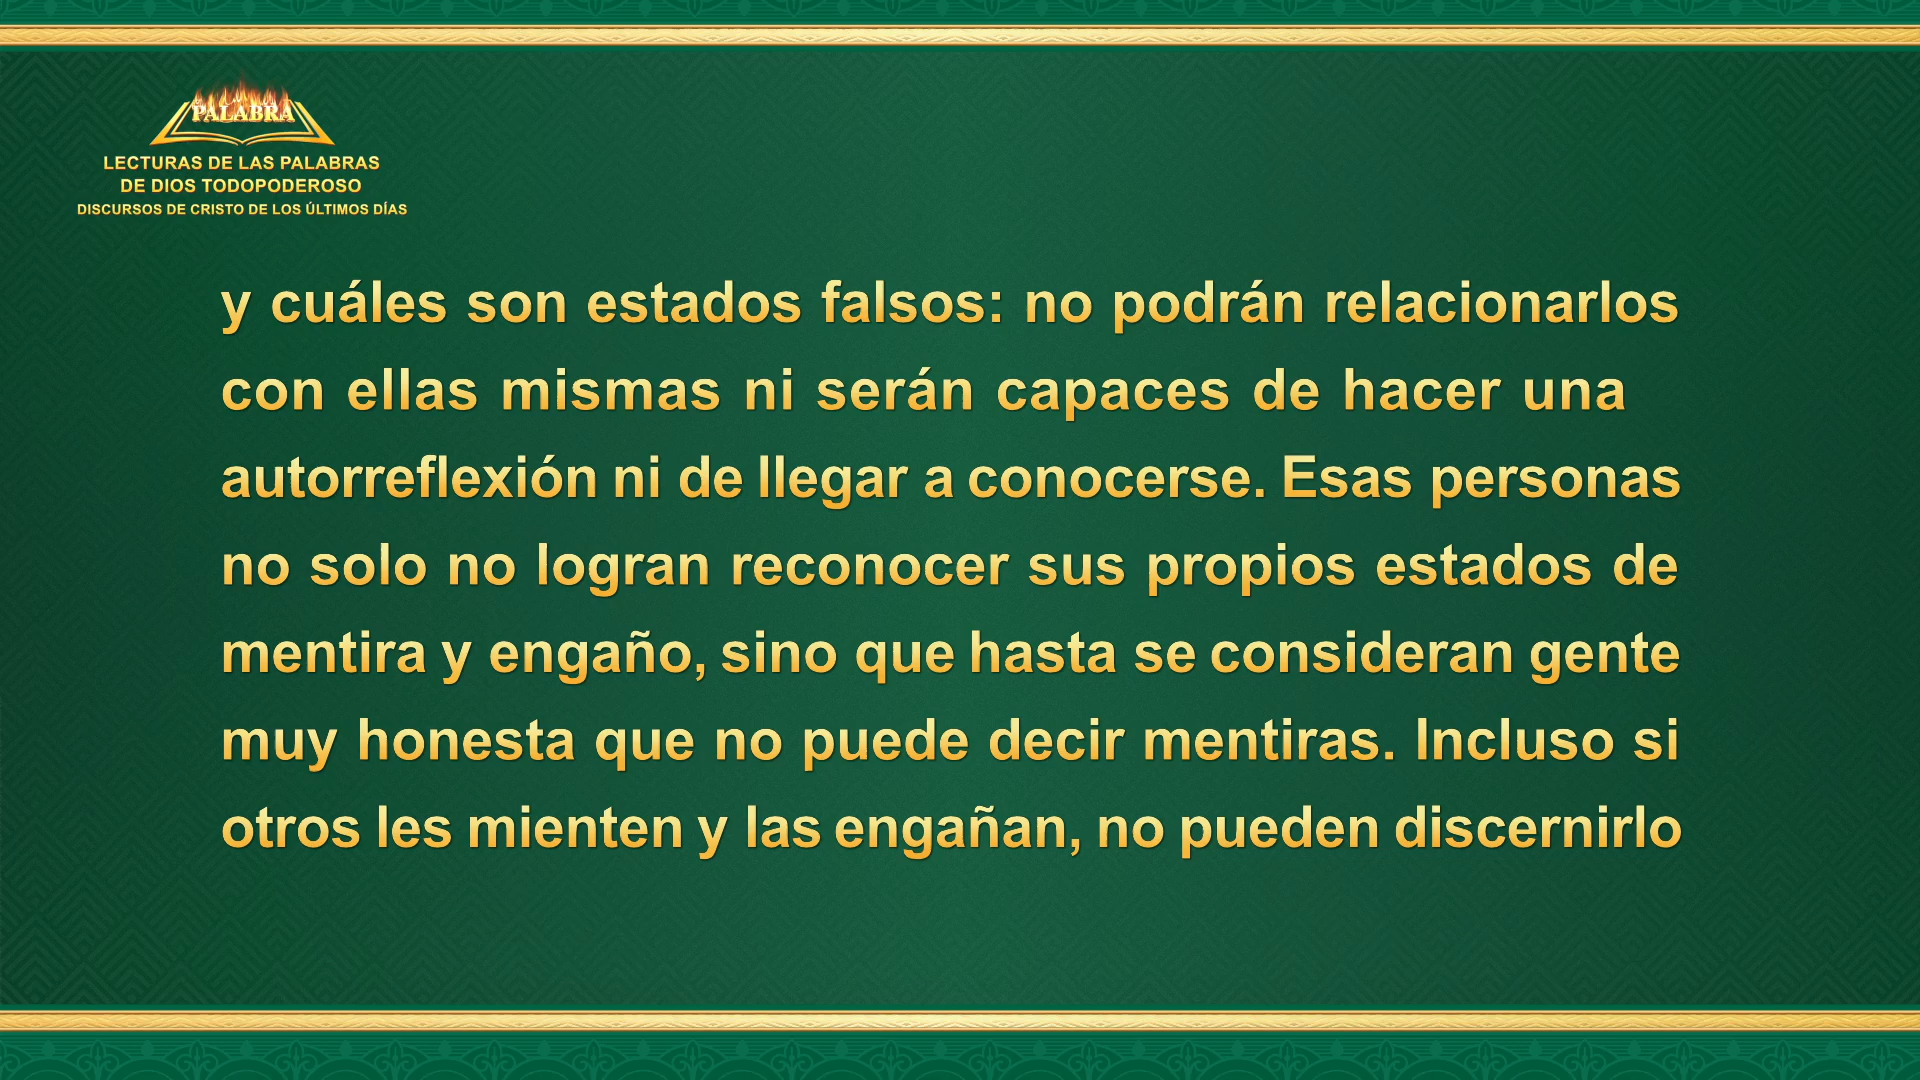 PALABRA
LECTURAS DE LAS PALABRAS
DE DIOS TODOPODEROSO
DISCURSOS DE CRISTO DE LOS ÚLTIMOS DÍAS
y cuáles son estados falsos: no podrán relacionarlos
con ellas mismas ni serán capaces de hacer una
autorreflexión ni de llegar a conocerse. Esas personas
no solo no logran reconocer sus propios estados de
mentira y engaño, sino que hasta se consideran gente
muy honesta que no puede decir mentiras. Incluso si
otros les mienten y las engañan, no pueden discernirlo